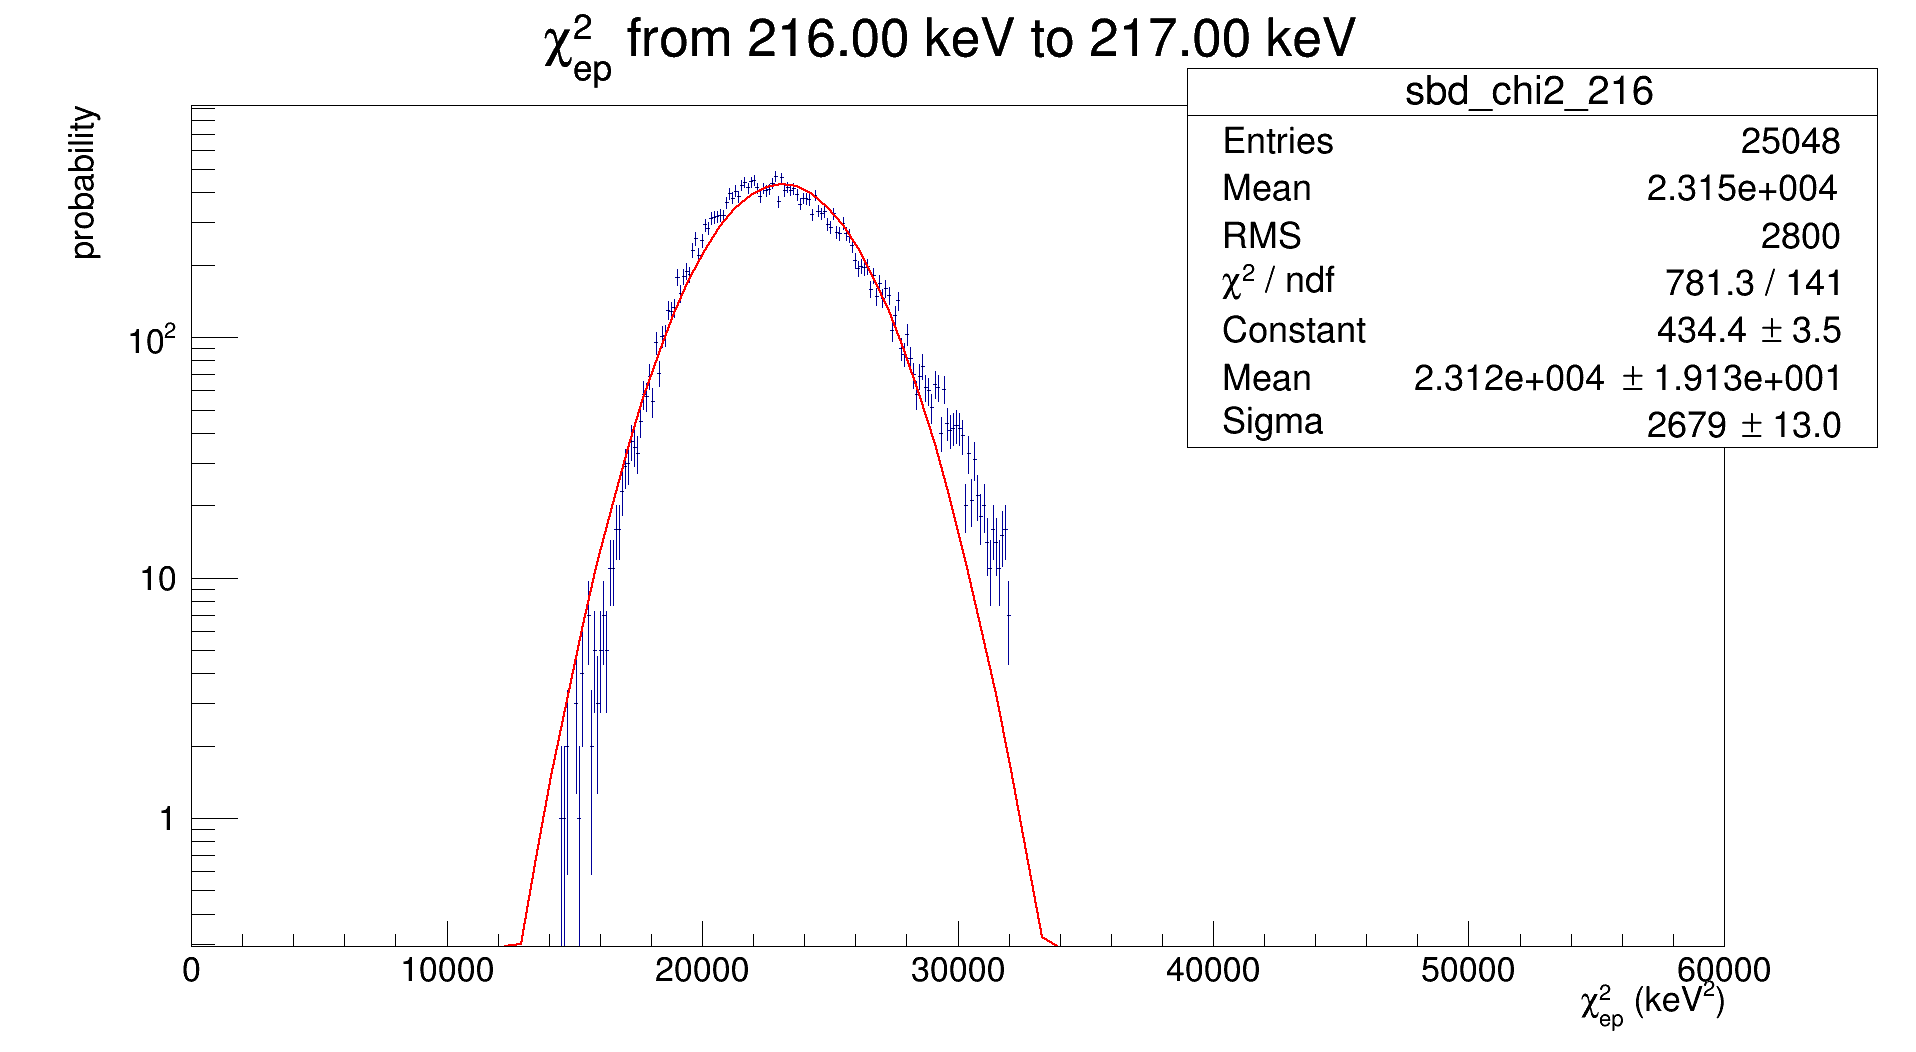 χ²ep from 216.00 keV to 217.00 keV
sbd_chi2_216
Entries 25048
Mean 2.315e+004
RMS 2800
χ² / ndf 781.3 / 141
Constant 434.4 ± 3.5
Mean 2.312e+004 ± 1.913e+001
Sigma 2679 ± 13.0
probability
10²
10
1
0 10000 20000 30000 40000 50000 60000
χ²ep (keV²)